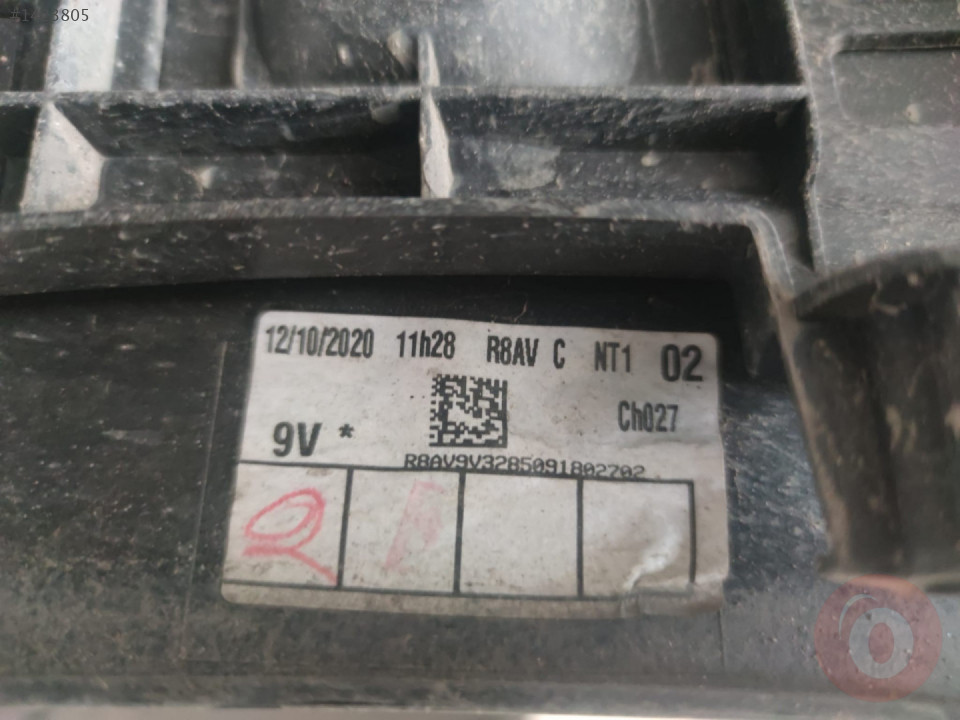 12/10/2020 11h28 R8AV C NT1 02
Ch027
9V *
R8AV9V3285091802702